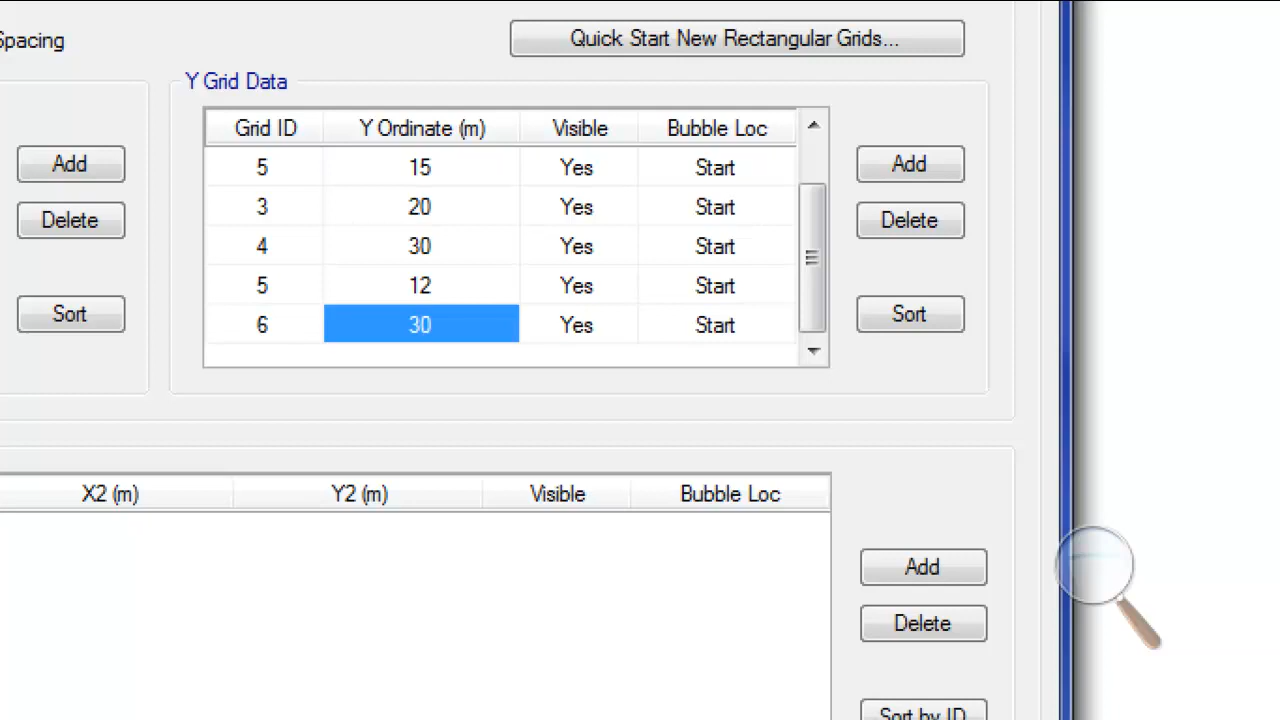 Spacing
Quick Start New Rectangular Grids...
Y Grid Data
Grid ID Y Ordinate (m) Visible Bubble Loc
5 15 Yes Start
3 20 Yes Start
4 30 Yes Start
5 12 Yes Start
6 30 Yes Start
Add
Delete
Sort
Add
Delete
Sort
X2 (m) Y2 (m) Visible Bubble Loc
Add
Delete
Sort by ID